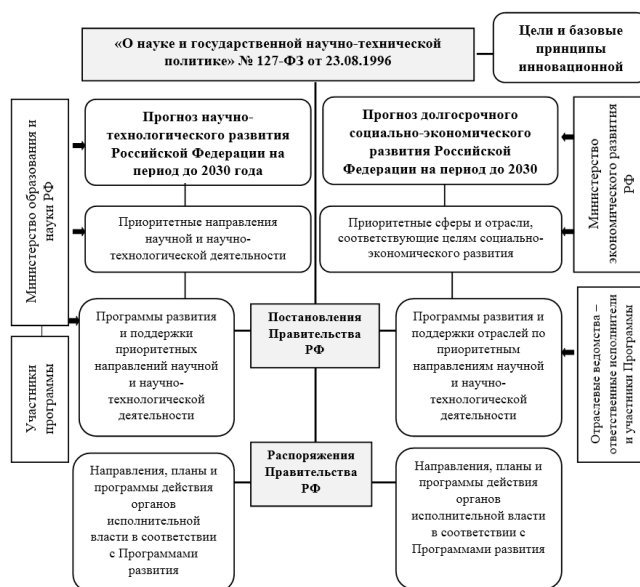 «О науке и государственной научно-технической
политике» № 127-ФЗ от 23.08.1996
Цели и базовые
принципы
инновационной
Министерство образования и
науки РФ
Прогноз научно-
технологического развития
Российской Федерации на
период до 2030 года
Прогноз долгосрочного
социально-экономического
развития Российской
Федерации на период до 2030
Министерство
экономического развития
РФ
Приоритетные направления
научной и научно-
технологической деятельности
Приоритетные сферы и отрасли,
соответствующие целям социально-
экономического развития
Участники
программы
Программы развития
и поддержки
приоритетных
направлений научной
и научно-
технологической
деятельности
Постановления
Правительства
РФ
Программы развития
и поддержки отраслей по
приоритетным
направлениям научной
и научно-
технологической
деятельности
Отраслевые ведомства –
ответственные исполнители
и участники Программы
Направления, планы и
программы действия
органов
исполнительной
власти в соответствии
с Программами
развития
Распоряжения
Правительства
РФ
Направления, планы и
программы действия
органов
исполнительной власти
в соответствии
с Программами развития